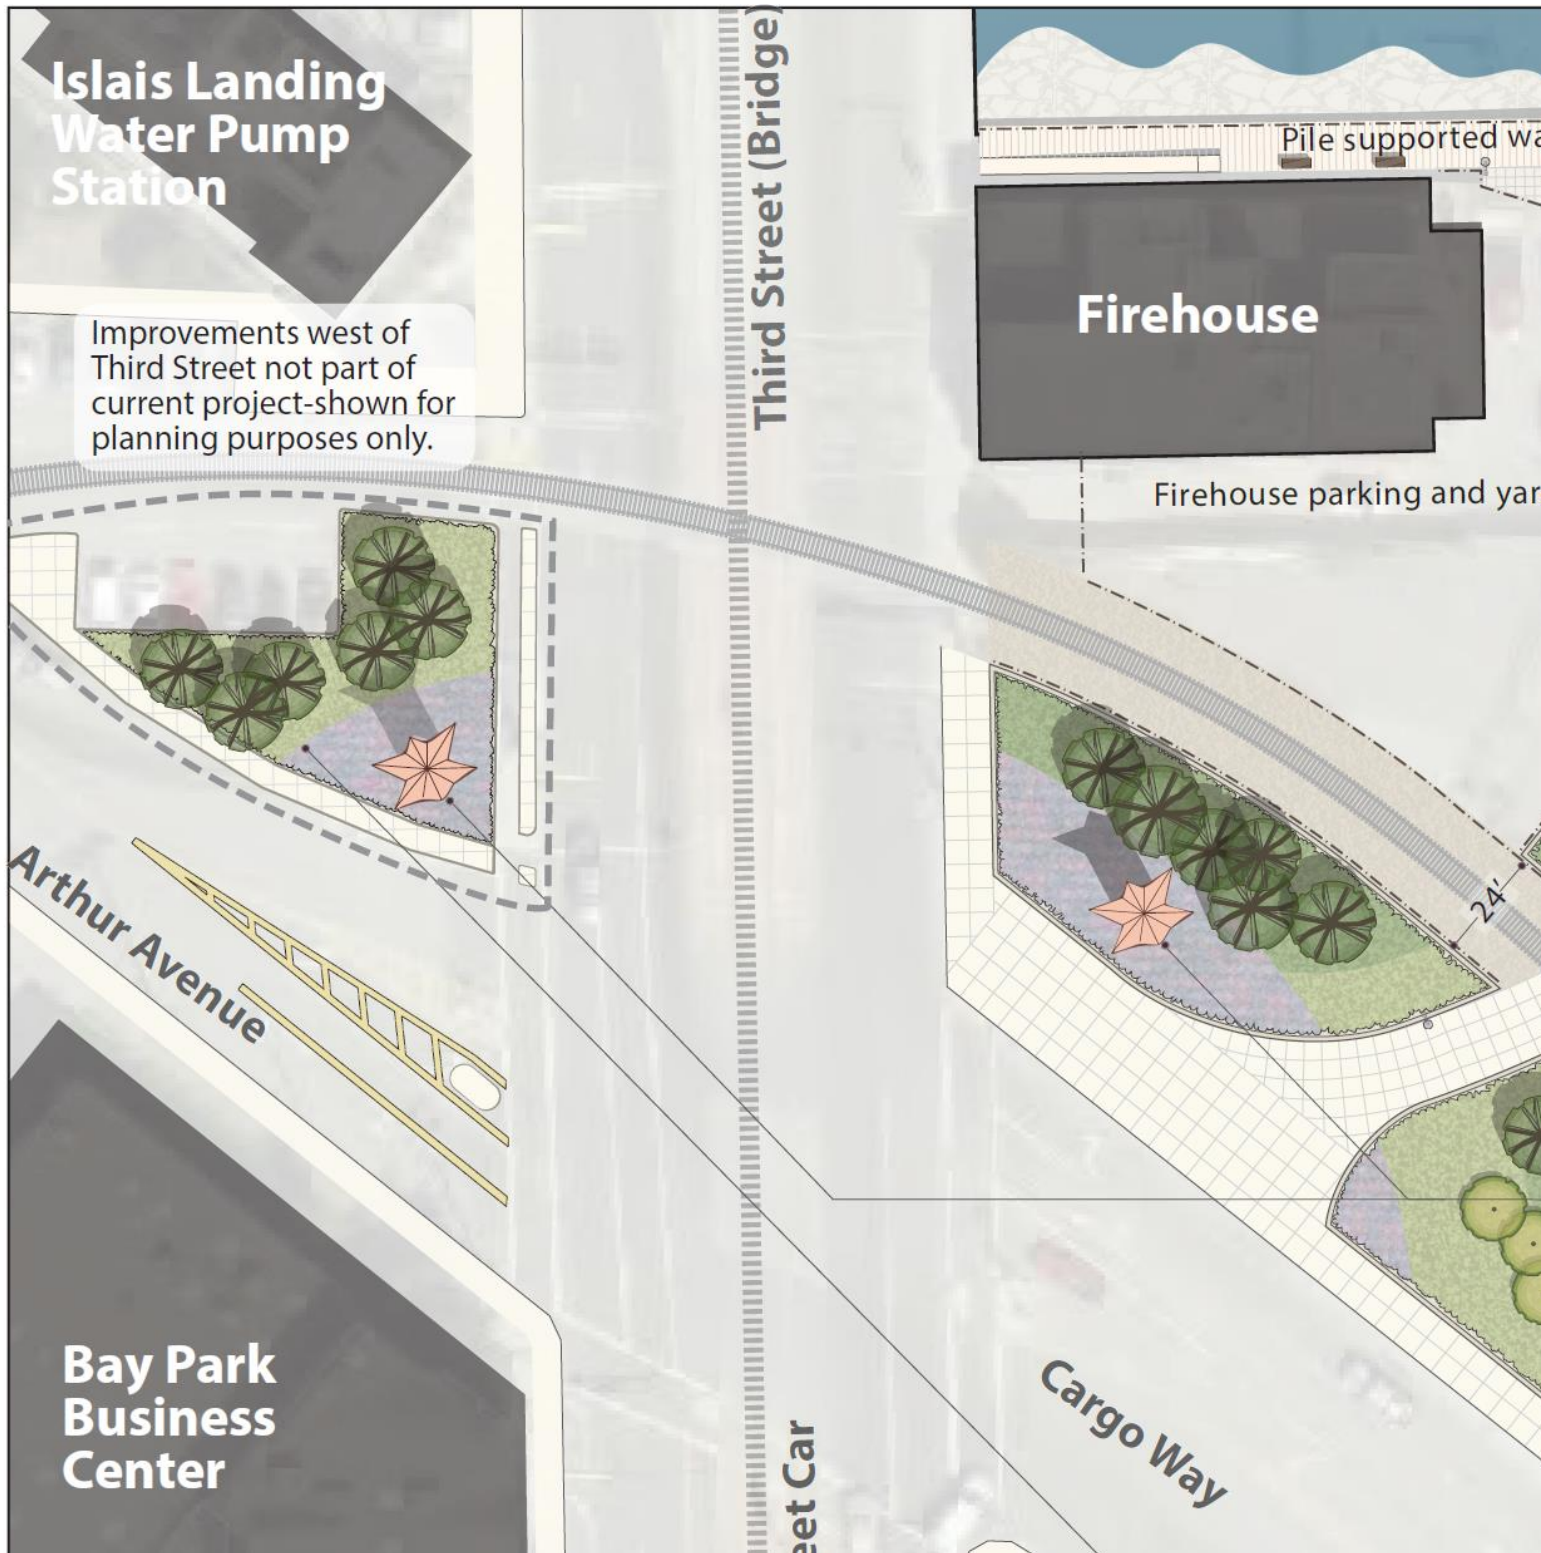 Islais Landing
Water Pump
Station
Improvements west of
Third Street not part of
current project-shown for
planning purposes only.
Third Street (Bridge)
Pile supported wa
Firehouse
Firehouse parking and yar
24'
Arthur Avenue
Bay Park
Business
Center
eet Car
Cargo Way